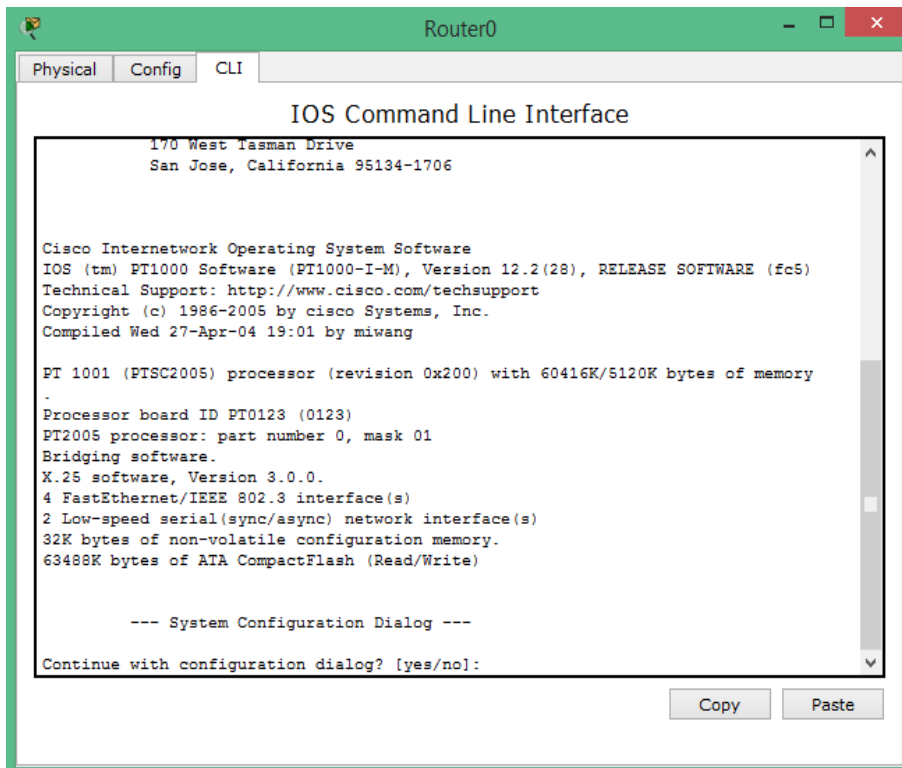 Router0
Physical Config CLI
IOS Command Line Interface
170 West Tasman Drive
San Jose, California 95134-1706
Cisco Internetwork Operating System Software
IOS (tm) PT1000 Software (PT1000-I-M), Version 12.2(28), RELEASE SOFTWARE (fc5)
Technical Support: http://www.cisco.com/techsupport
Copyright (c) 1986-2005 by cisco Systems, Inc.
Compiled Wed 27-Apr-04 19:01 by miwang
PT 1001 (PTSC2005) processor (revision 0x200) with 60416K/5120K bytes of memory
.
Processor board ID PT0123 (0123)
PT2005 processor: part number 0, mask 01
Bridging software.
X.25 software, Version 3.0.0.
4 FastEthernet/IEEE 802.3 interface(s)
2 Low-speed serial(sync/async) network interface(s)
32K bytes of non-volatile configuration memory.
63488K bytes of ATA CompactFlash (Read/Write)
--- System Configuration Dialog ---
Continue with configuration dialog? [yes/no]:
Copy Paste